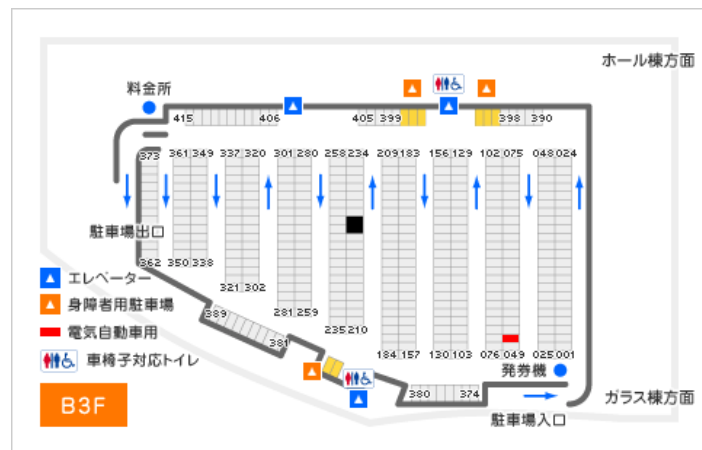 ホール棟方面
料金所
415 406 405 399 398 390
373 361 349 337 320 301 280 258 234 209 183 156 129 102 075 048 024
駐車場出口
362 350 338
321 302
281 259
235 210
184 157 130 103 076 049 025 001
389
381
380 374
エレベーター
身障者用駐車場
電気自動車用
車椅子対応トイレ
B3F
発券機
駐車場入口
ガラス棟方面